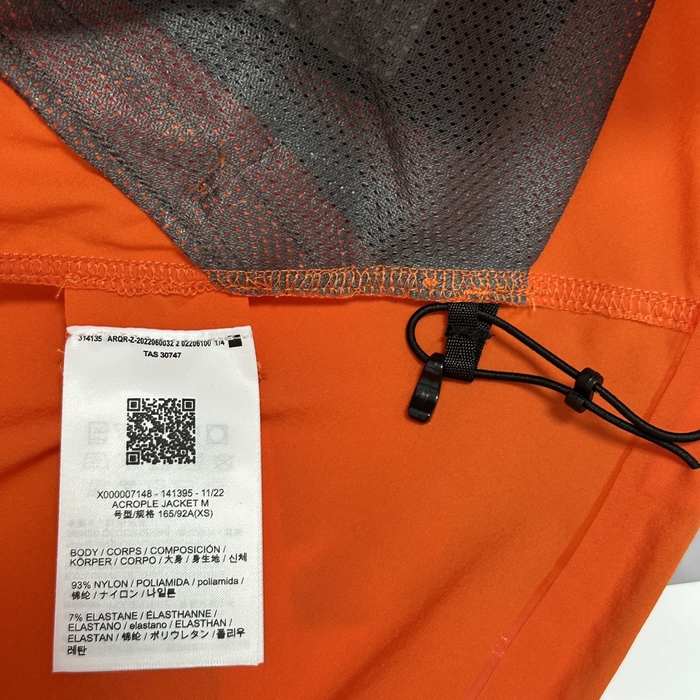 314135 ARQR-Z-2022060032 2 02206100 1/4
TAS 30747
X000007148 - 141395 - 11/22
ACROPLE JACKET M
号型/规格 165/92A(XS)
BODY / CORPS / COMPOSICIÓN /
KÖRPER / CORPO / 大身 / 身生地 / 신체
93% NYLON / POLIAMIDA / poliamida /
锦纶 / ナイロン / 나일론
7% ELASTANE / ÉLASTHANNE /
ELASTANO / elastano / ELASTHAN /
ELASTAN / 锦纶 / ポリウレタン / 폴리우
레탄